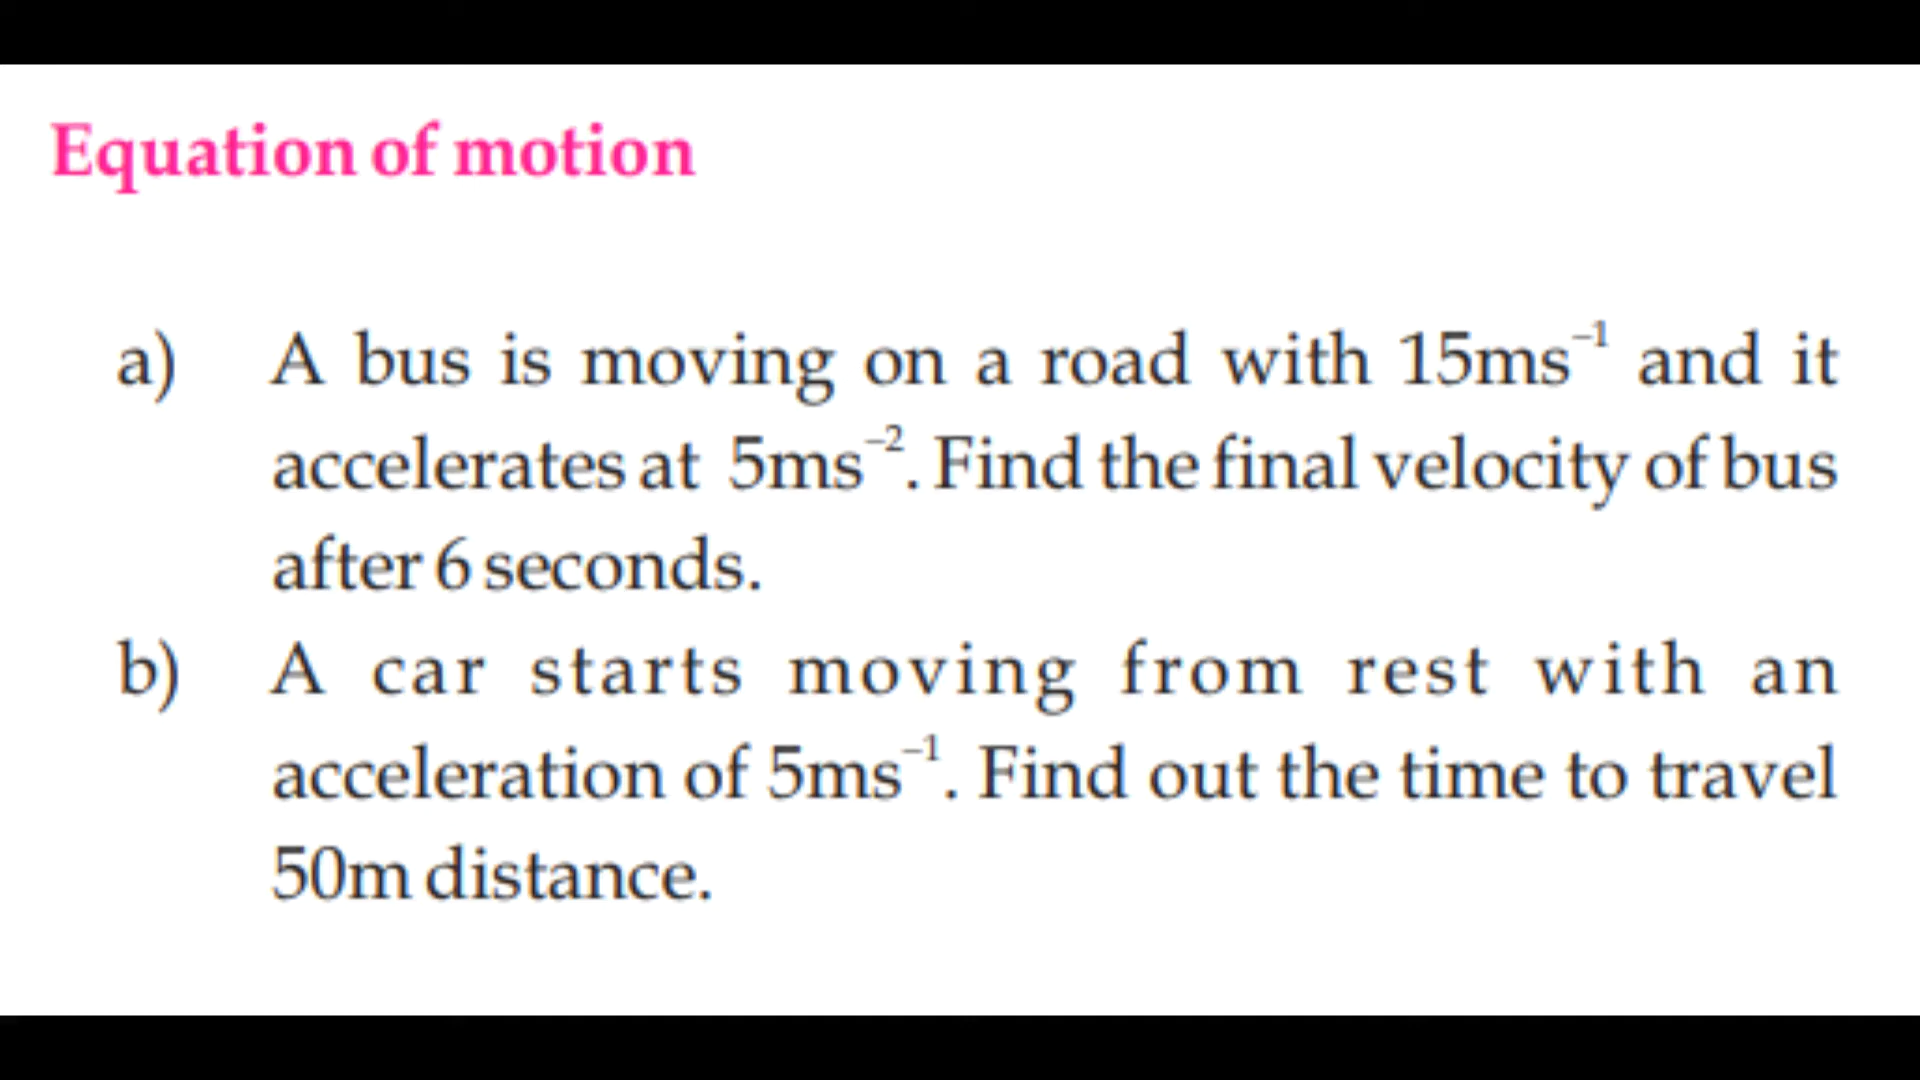 Equation of motion
a) A bus is moving on a road with 15ms⁻¹ and it
accelerates at 5ms⁻². Find the final velocity of bus
after 6 seconds.
b) A car starts moving from rest with an
acceleration of 5ms⁻¹. Find out the time to travel
50m distance.